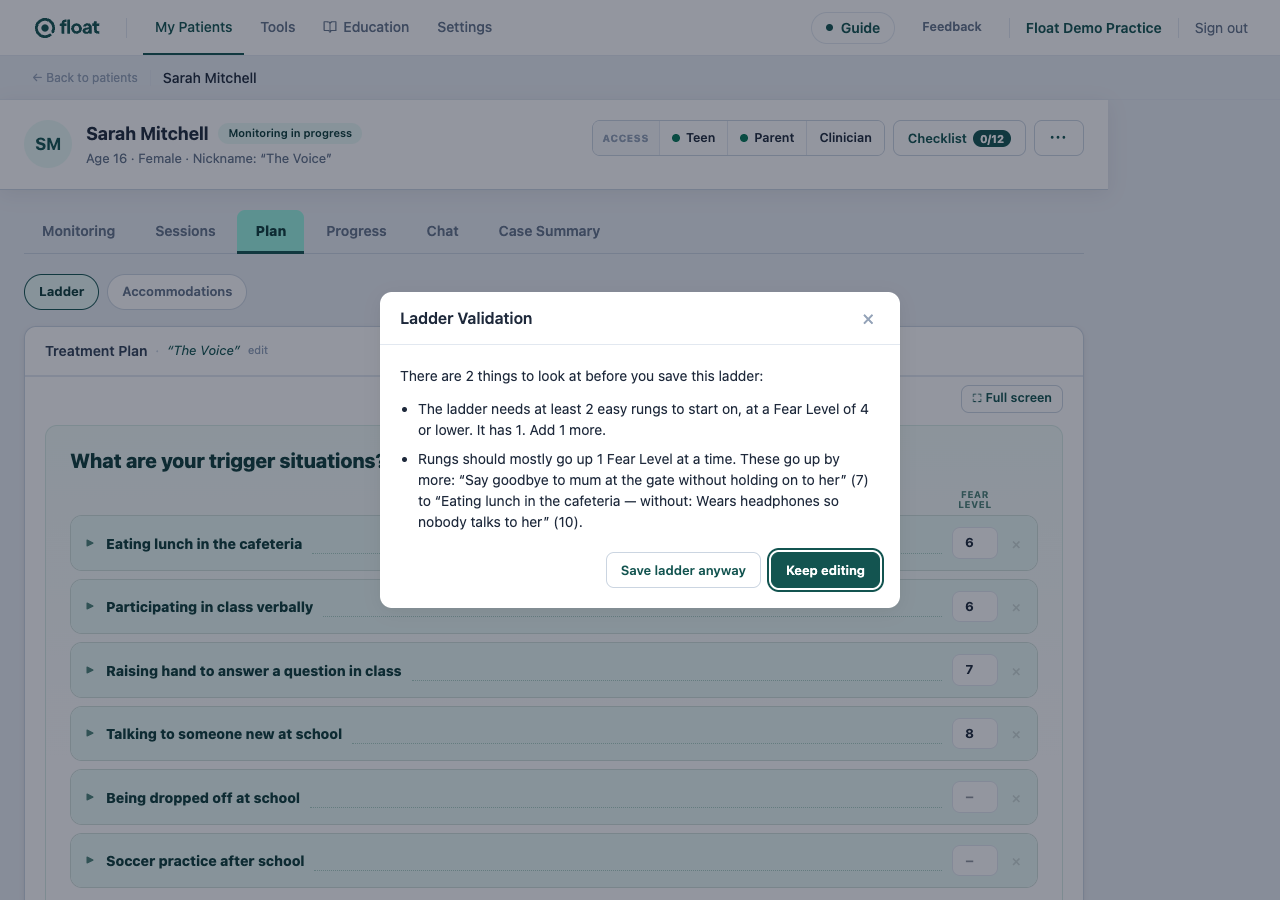 float
My Patients
Tools
Education
Settings
Guide
Feedback
Float Demo Practice
Sign out
← Back to patients
Sarah Mitchell
SM
Sarah Mitchell
Monitoring in progress
Age 16 · Female · Nickname: “The Voice”
ACCESS
Teen
Parent
Clinician
Checklist 0/12
···
Monitoring
Sessions
Plan
Progress
Chat
Case Summary
Ladder
Accommodations
Treatment Plan · “The Voice” edit
Full screen
What are your trigger situations?
FEAR
LEVEL
Ladder Validation
×
There are 2 things to look at before you save this ladder:
• The ladder needs at least 2 easy rungs to start on, at a Fear Level of 4
or lower. It has 1. Add 1 more.
• Rungs should mostly go up 1 Fear Level at a time. These go up by
more: “Say goodbye to mum at the gate without holding on to her” (7)
to “Eating lunch in the cafeteria — without: Wears headphones so
nobody talks to her” (10).
Save ladder anyway
Keep editing
▸ Eating lunch in the cafeteria 6 ×
▸ Participating in class verbally 6 ×
▸ Raising hand to answer a question in class 7 ×
▸ Talking to someone new at school 8 ×
▸ Being dropped off at school – ×
▸ Soccer practice after school – ×